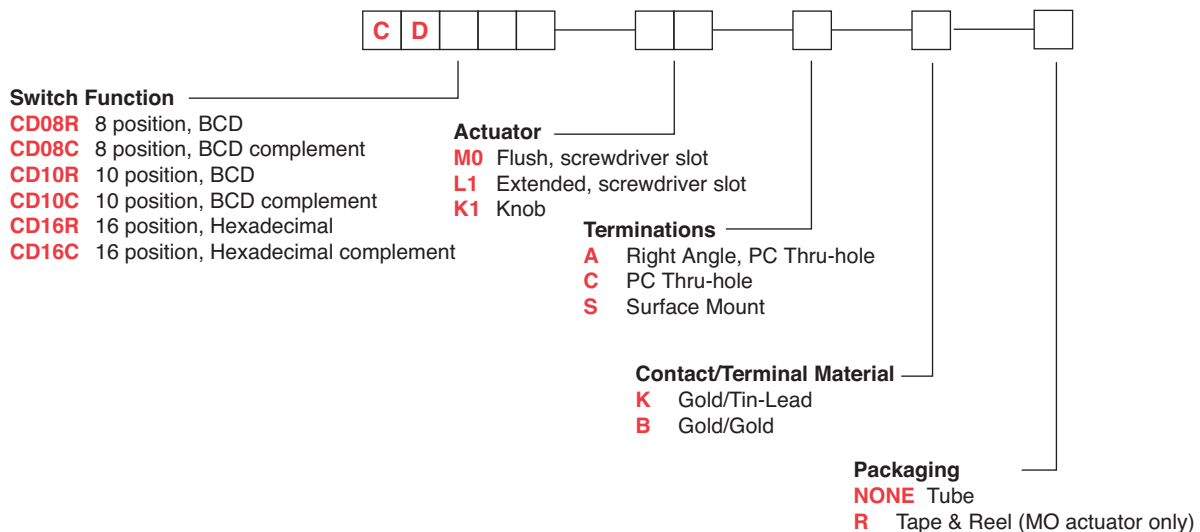 C D
Switch Function
CD08R 8 position, BCD
CD08C 8 position, BCD complement
CD10R 10 position, BCD
CD10C 10 position, BCD complement
CD16R 16 position, Hexadecimal
CD16C 16 position, Hexadecimal complement
Actuator
M0 Flush, screwdriver slot
L1 Extended, screwdriver slot
K1 Knob
Terminations
A Right Angle, PC Thru-hole
C PC Thru-hole
S Surface Mount
Contact/Terminal Material
K Gold/Tin-Lead
B Gold/Gold
Packaging
NONE Tube
R Tape & Reel (MO actuator only)